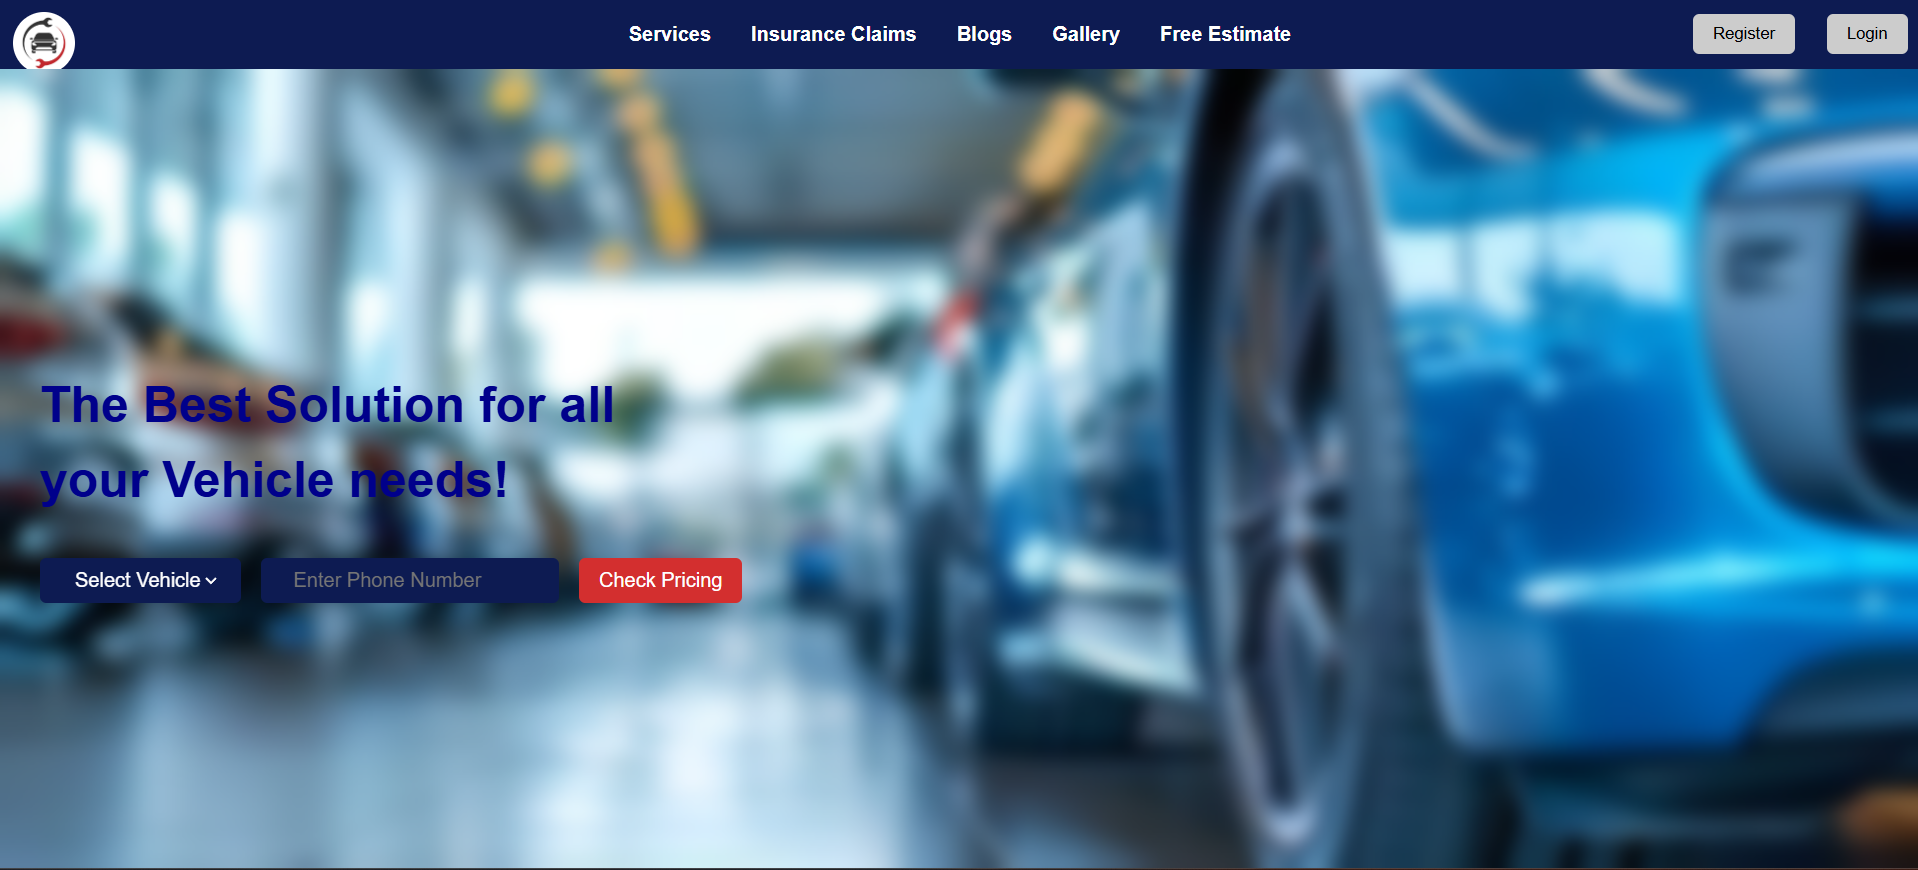 Services Insurance Claims Blogs Gallery Free Estimate Register Login
The Best Solution for all
your Vehicle needs!
Select Vehicle Enter Phone Number Check Pricing